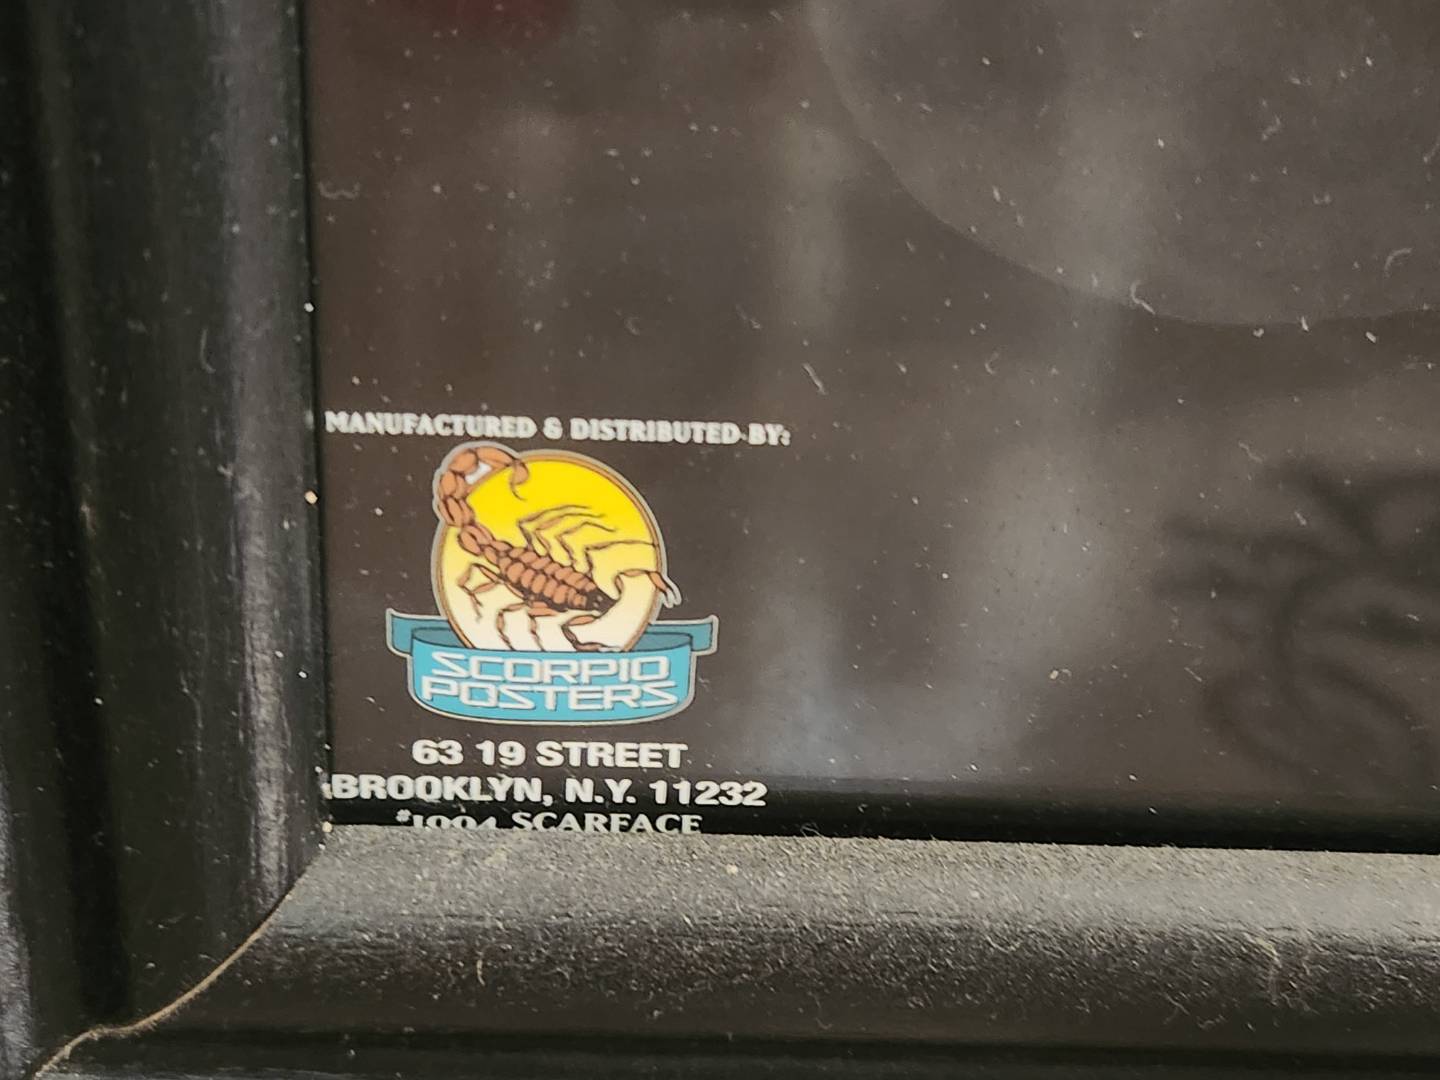 MANUFACTURED & DISTRIBUTED BY:
SCORPIO
POSTERS
63 19 STREET
BROOKLYN, N.Y. 11232
#1004 SCARFACE